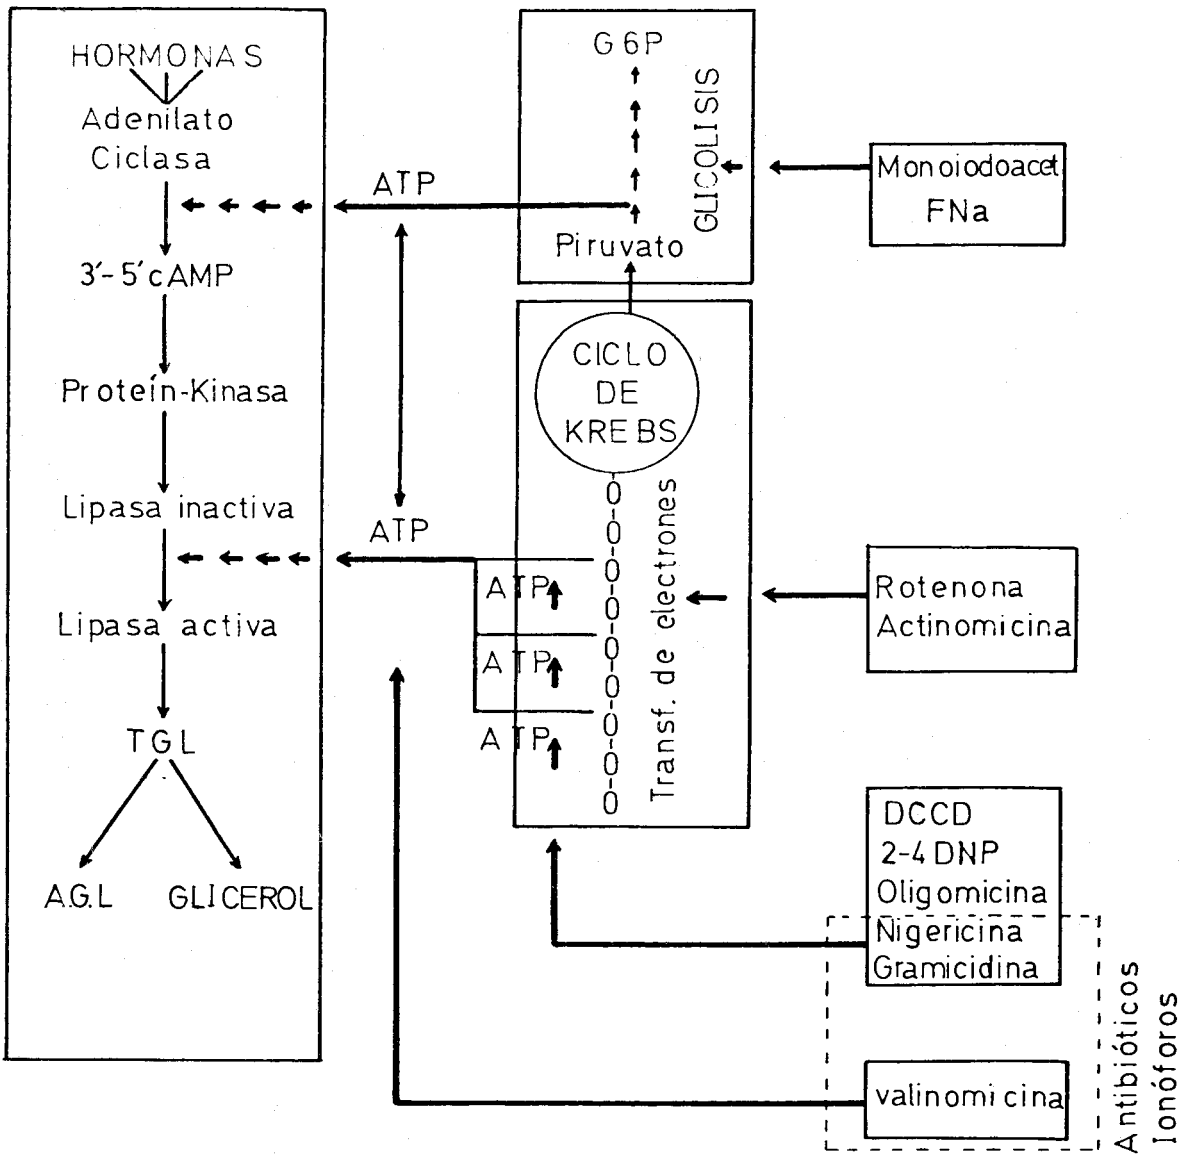 HORMONAS
Adenilato
Ciclasa
3'-5'cAMP
Proteín-Kinasa
Lipasa inactiva
Lipasa activa
TGL
A.G.L
GLICEROL
ATP
ATP
G6P
GLICOLISIS
Piruvato
CICLO
DE
KREBS
Transf. de electrones
ATP
ATP
ATP
Monoiodoacet
FNa
Rotenona
Actinomicina
DCCD
2-4 DNP
Oligomicina
Nigericina
Gramicidina
valinomicina
Antibióticos
Ionóforos